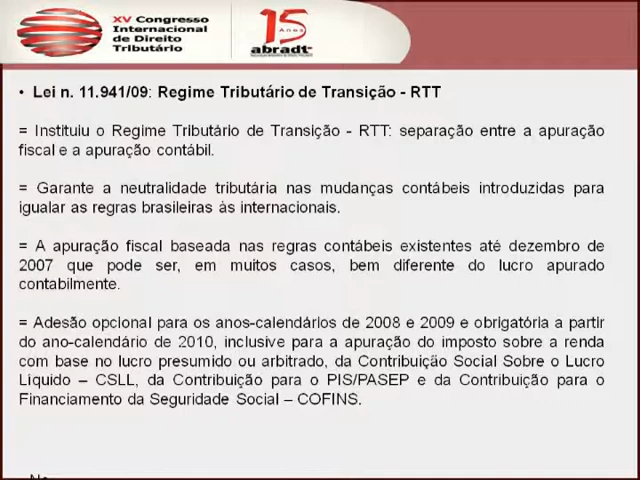 XV Congresso
Internacional
de Direito
Tributário
15
Anos
abradt
• Lei n. 11.941/09: Regime Tributário de Transição - RTT
= Instituiu o Regime Tributário de Transição - RTT: separação entre a apuração
fiscal e a apuração contábil.
= Garante a neutralidade tributária nas mudanças contábeis introduzidas para
igualar as regras brasileiras às internacionais.
= A apuração fiscal baseada nas regras contábeis existentes até dezembro de
2007 que pode ser, em muitos casos, bem diferente do lucro apurado
contabilmente.
= Adesão opcional para os anos-calendários de 2008 e 2009 e obrigatória a partir
do ano-calendário de 2010, inclusive para a apuração do imposto sobre a renda
com base no lucro presumido ou arbitrado, da Contribuição Social Sobre o Lucro
Líquido – CSLL, da Contribuição para o PIS/PASEP e da Contribuição para o
Financiamento da Seguridade Social – COFINS.